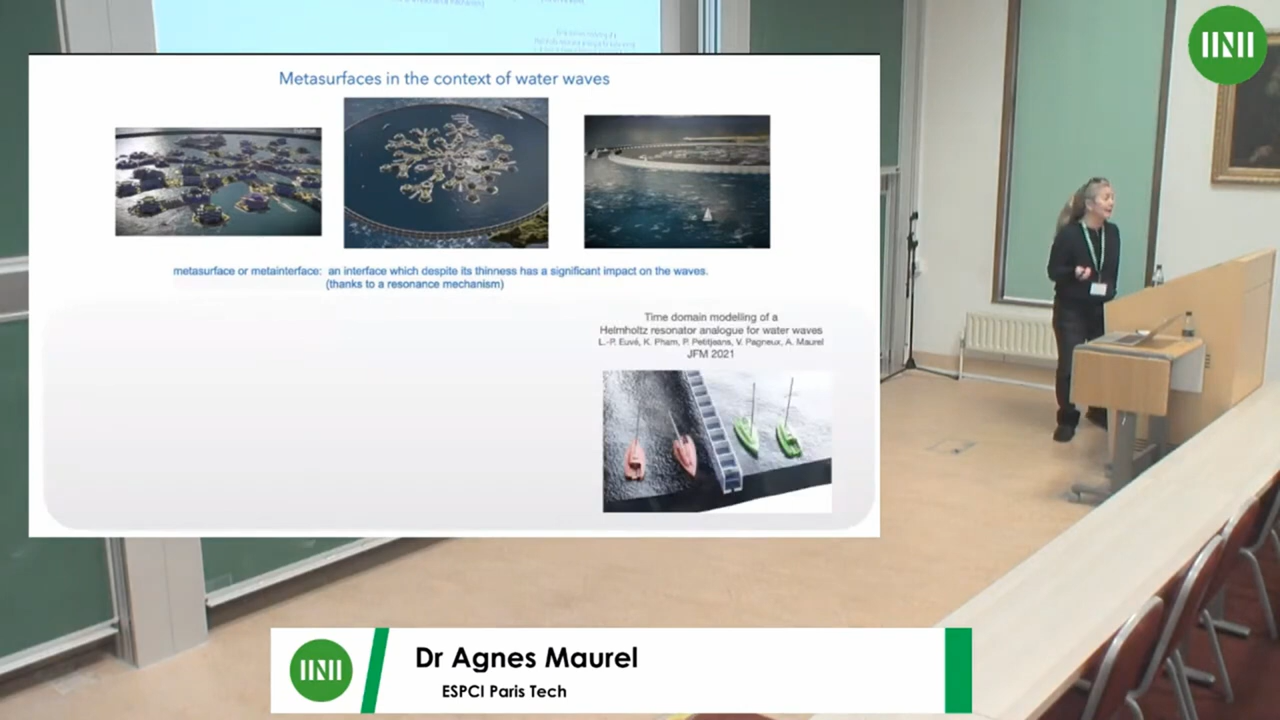 Metasurfaces in the context of water waves
metasurface or metainterface: an interface which despite its thinness has a significant impact on the waves.
(thanks to a resonance mechanism)
Time domain modelling of a
Helmholtz resonator analogue for water waves
L.-P. Euvé, K. Pham, P. Petitjeans, V. Pagneux, A. Maurel
JFM 2021
Dr Agnes Maurel
ESPCI Paris Tech